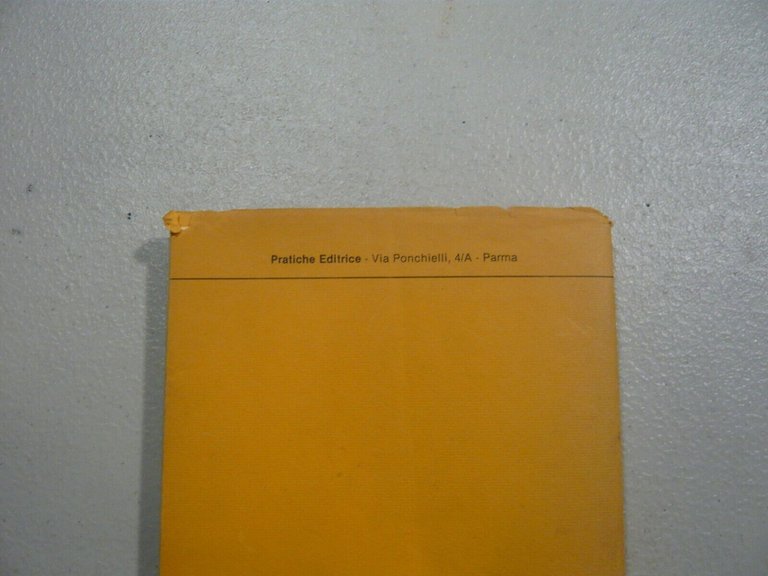 Pratiche Editrice - Via Ponchielli, 4/A - Parma